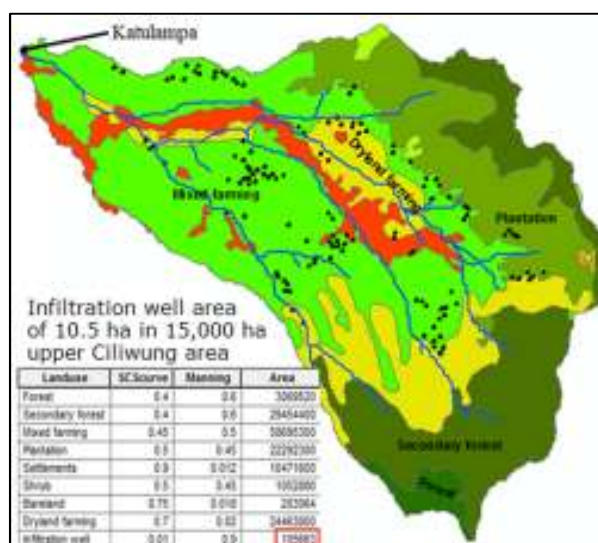 Katulampa
Dryland farming
Mixed farming
Plantation
Infiltration well area
of 10.5 ha in 15,000 ha
upper Ciliwung area
Secondary forest
Forest
Landuse SCScurve Manning Area
Forest 0.4 0.6
Secondary forest 0.4 0.6
Mixed farming 0.45 0.5
Plantation 0.5 0.45 22292300
Settlements 0.9 0.012 10471600
Shrub 0.5 0.45
Bareland 0.75
Dryland farming 0.7 0.02
Infiltration well 0.01 0.9